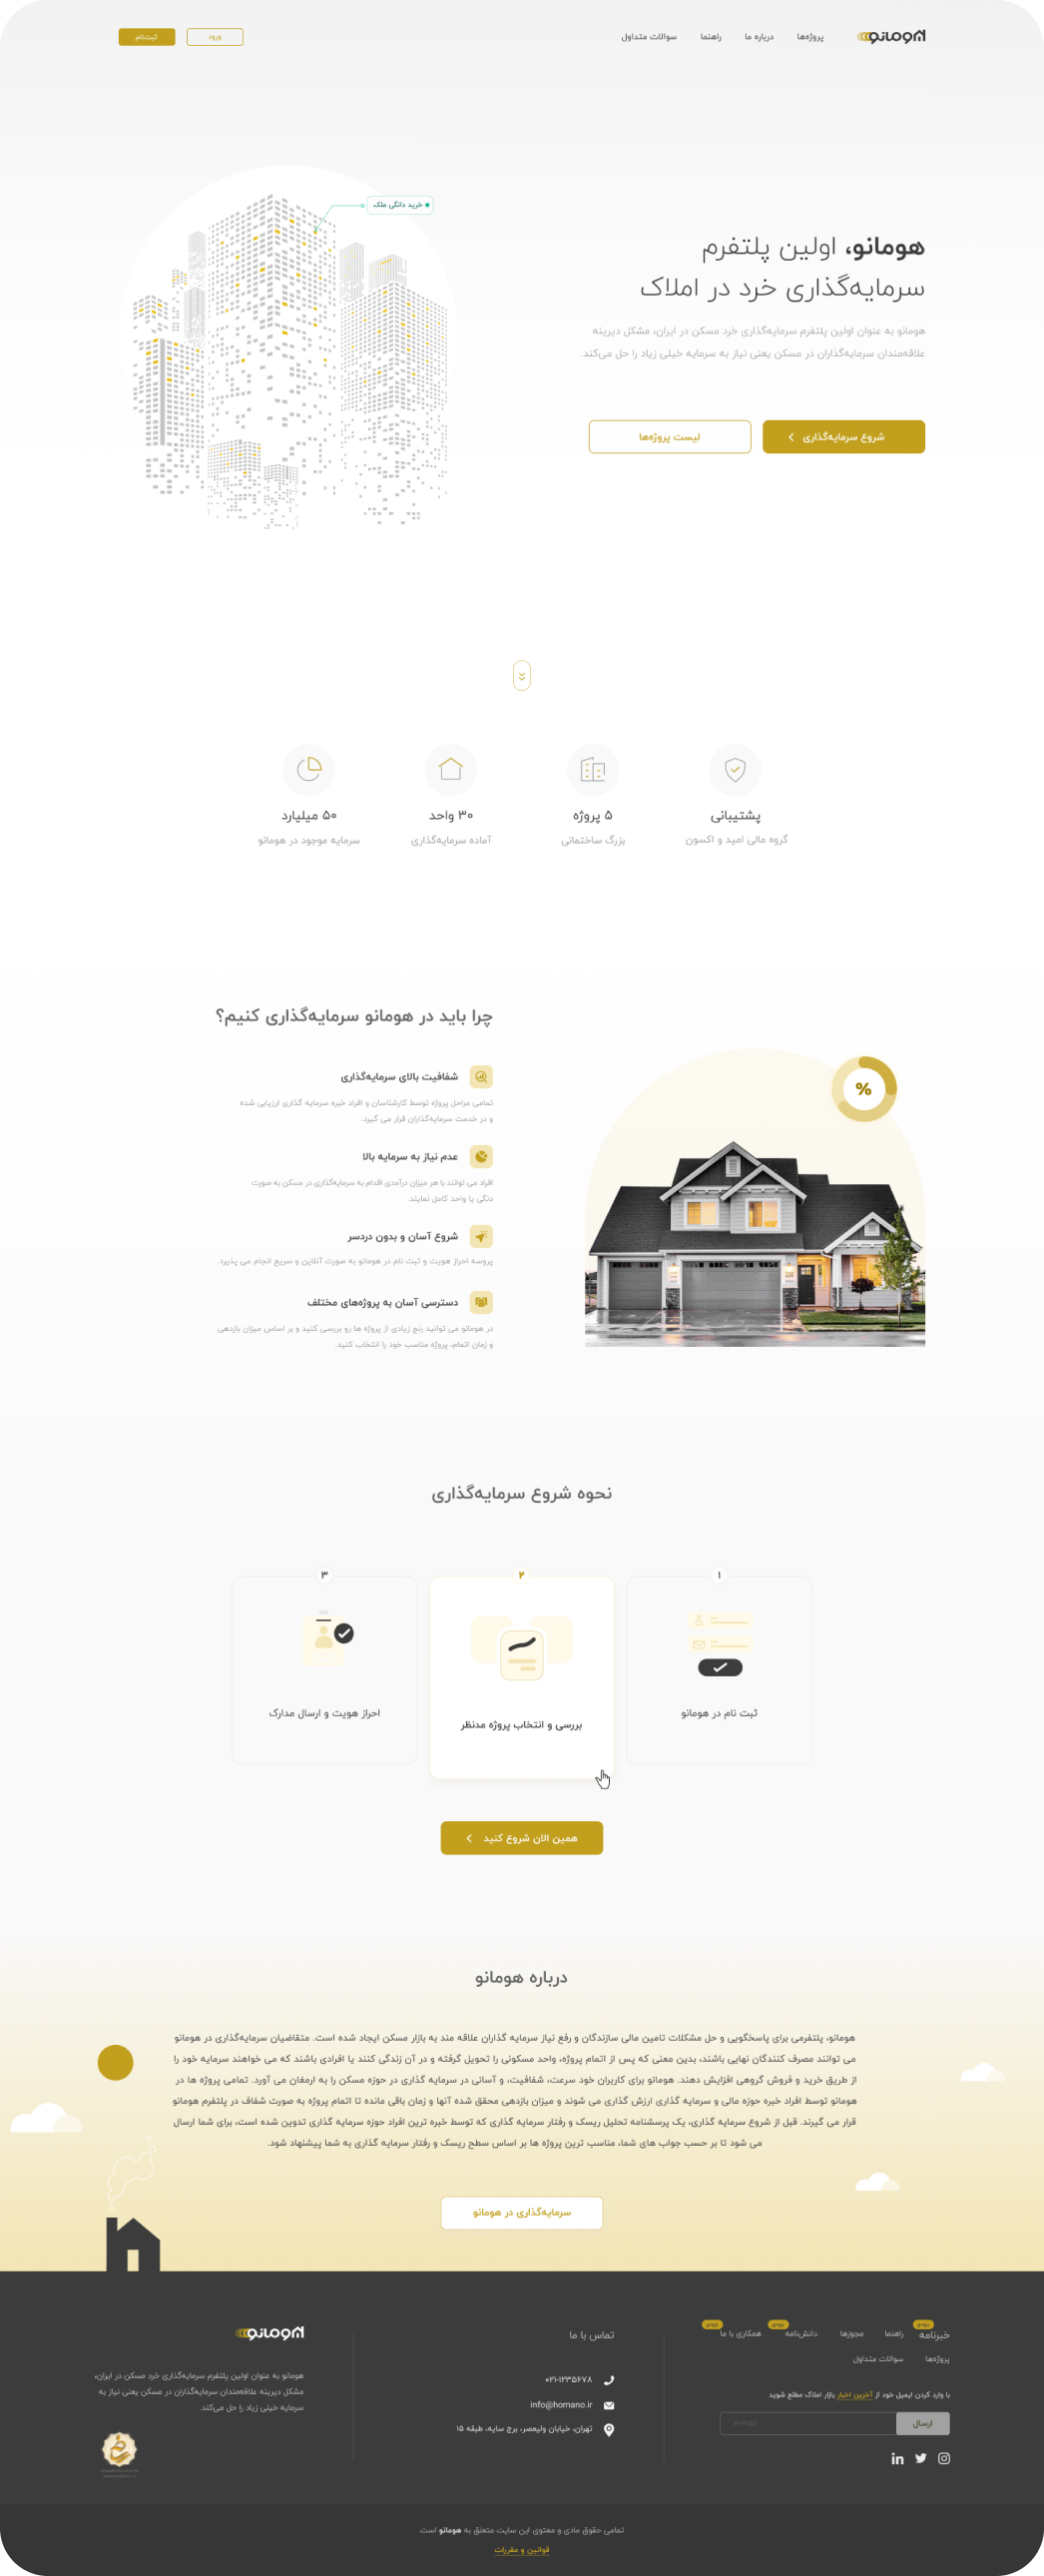 هومانو
پروژه‌ها
درباره ما
راهنما
سوالات متداول
ورود
ثبت‌نام
خرید دانگی ملک
هومانو، اولین پلتفرم
سرمایه‌گذاری خرد در املاک
هومانو به عنوان اولین پلتفرم سرمایه‌گذاری خرد مسکن در ایران، مشکل دیرینه
علاقه‌مندان سرمایه‌گذاران در مسکن یعنی نیاز به سرمایه خیلی زیاد را حل می‌کند.
شروع سرمایه‌گذاری
لیست پروژه‌ها
پشتیبانی
گروه مالی امید و اکسون
۵ پروژه
بزرگ ساختمانی
۳۰ واحد
آماده سرمایه‌گذاری
۵۰ میلیارد
سرمایه موجود در هومانو
%
چرا باید در هومانو سرمایه‌گذاری کنیم؟
شفافیت بالای سرمایه‌گذاری
تمامی مراحل پروژه توسط کارشناسان و افراد خبره سرمایه گذاری ارزیابی شده
و در خدمت سرمایه‌گذاران قرار می گیرد.
عدم نیاز به سرمایه بالا
افراد می توانند با هر میزان درآمدی اقدام به سرمایه‌گذاری در مسکن به صورت
دنگی یا واحد کامل نمایند.
شروع آسان و بدون دردسر
پروسه احراز هویت و ثبت نام در هومانو به صورت آنلاین و سریع انجام می پذیرد.
دسترسی آسان به پروژه‌های مختلف
در هومانو می توانید رنج زیادی از پروژه ها رو بررسی کنید و بر اساس میزان بازدهی
و زمان اتمام، پروژه مناسب خود را انتخاب کنید.
نحوه شروع سرمایه‌گذاری
۱
ثبت نام در هومانو
۲
بررسی و انتخاب پروژه مدنظر
۳
احراز هویت و ارسال مدارک
همین الان شروع کنید
درباره هومانو
هومانو، پلتفرمی برای پاسخگویی و حل مشکلات تامین مالی سازندگان و رفع نیاز سرمایه گذاران علاقه مند به بازار مسکن ایجاد شده است. متقاضیان سرمایه‌گذاری در هومانو
می توانند مصرف کنندگان نهایی باشند، بدین معنی که پس از اتمام پروژه، واحد مسکونی را تحویل گرفته و در آن زندگی کنند یا افرادی باشند که می خواهند سرمایه خود را
از طریق خرید و فروش گروهی افزایش دهند. هومانو برای کاربران خود سرعت، شفافیت، و آسانی در سرمایه گذاری در حوزه مسکن را به ارمغان می آورد. تمامی پروژه ها در
هومانو توسط افراد خبره حوزه مالی و سرمایه گذاری ارزش گذاری می شوند و میزان بازدهی محقق شده آنها و زمان باقی مانده تا اتمام پروژه به صورت شفاف در پلتفرم هومانو
قرار می گیرند. قبل از شروع سرمایه گذاری، یک پرسشنامه تحلیل ریسک و رفتار سرمایه گذاری که توسط خبره ترین افراد حوزه سرمایه گذاری تدوین شده است، برای شما ارسال
می شود تا بر حسب جواب های شما، مناسب ترین پروژه ها بر اساس سطح ریسک و رفتار سرمایه گذاری به شما پیشنهاد شود.
سرمایه‌گذاری در هومانو
خبرنامه
راهنما
مجوزها
دانش‌نامه
همکاری با ما
پروژه‌ها
سوالات متداول
با وارد کردن ایمیل خود از آخرین اخبار بازار املاک مطلع شوید
ارسال
e-mail
تماس با ما
۰۲۱-۱۲۳۵۶۷۸
info@homano.ir
تهران، خیابان ولیعصر، برج سایه، طبقه ۱۵
هومانو
هومانو به عنوان اولین پلتفرم سرمایه‌گذاری خرد مسکن در ایران،
مشکل دیرینه علاقه‌مندان سرمایه‌گذاران در مسکن یعنی نیاز به
سرمایه خیلی زیاد را حل می‌کند.
تمامی حقوق مادی و معنوی این سایت متعلق به هومانو است
قوانین و مقررات